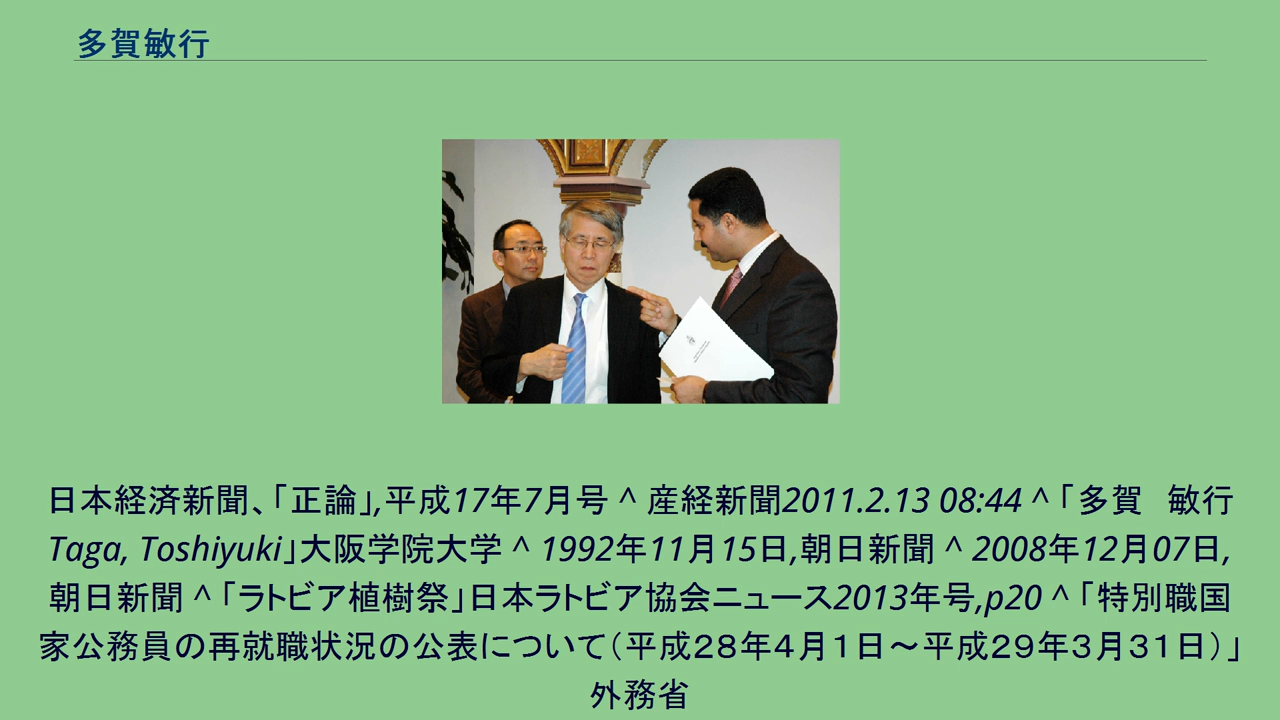 多賀敏行
日本経済新聞、「正論」,平成17年7月号 ^ 産経新聞2011.2.13 08:44 ^ 「多賀　敏行
Taga, Toshiyuki」大阪学院大学 ^ 1992年11月15日,朝日新聞 ^ 2008年12月07日,
朝日新聞 ^ 「ラトビア植樹祭」日本ラトビア協会ニュース2013年号,p20 ^ 「特別職国
家公務員の再就職状況の公表について（平成２８年４月１日～平成２９年３月３１日）」
外務省